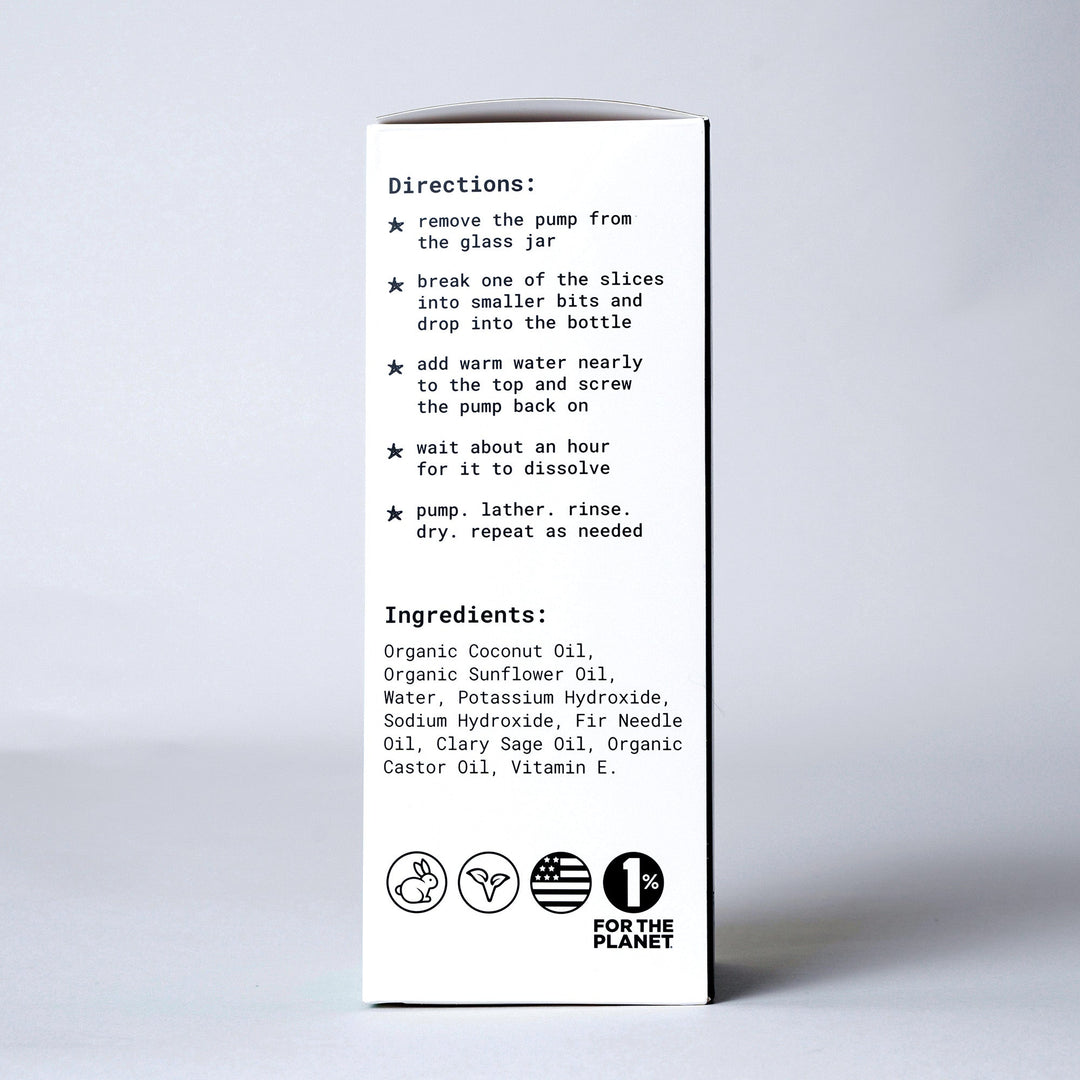 Directions:
remove the pump from
the glass jar
break one of the slices
into smaller bits and
drop into the bottle
add warm water nearly
to the top and screw
the pump back on
wait about an hour
for it to dissolve
pump. lather. rinse.
dry. repeat as needed
Ingredients:
Organic Coconut Oil,
Organic Sunflower Oil,
Water, Potassium Hydroxide,
Sodium Hydroxide, Fir Needle
Oil, Clary Sage Oil, Organic
Castor Oil, Vitamin E.
1%
FOR THE
PLANET